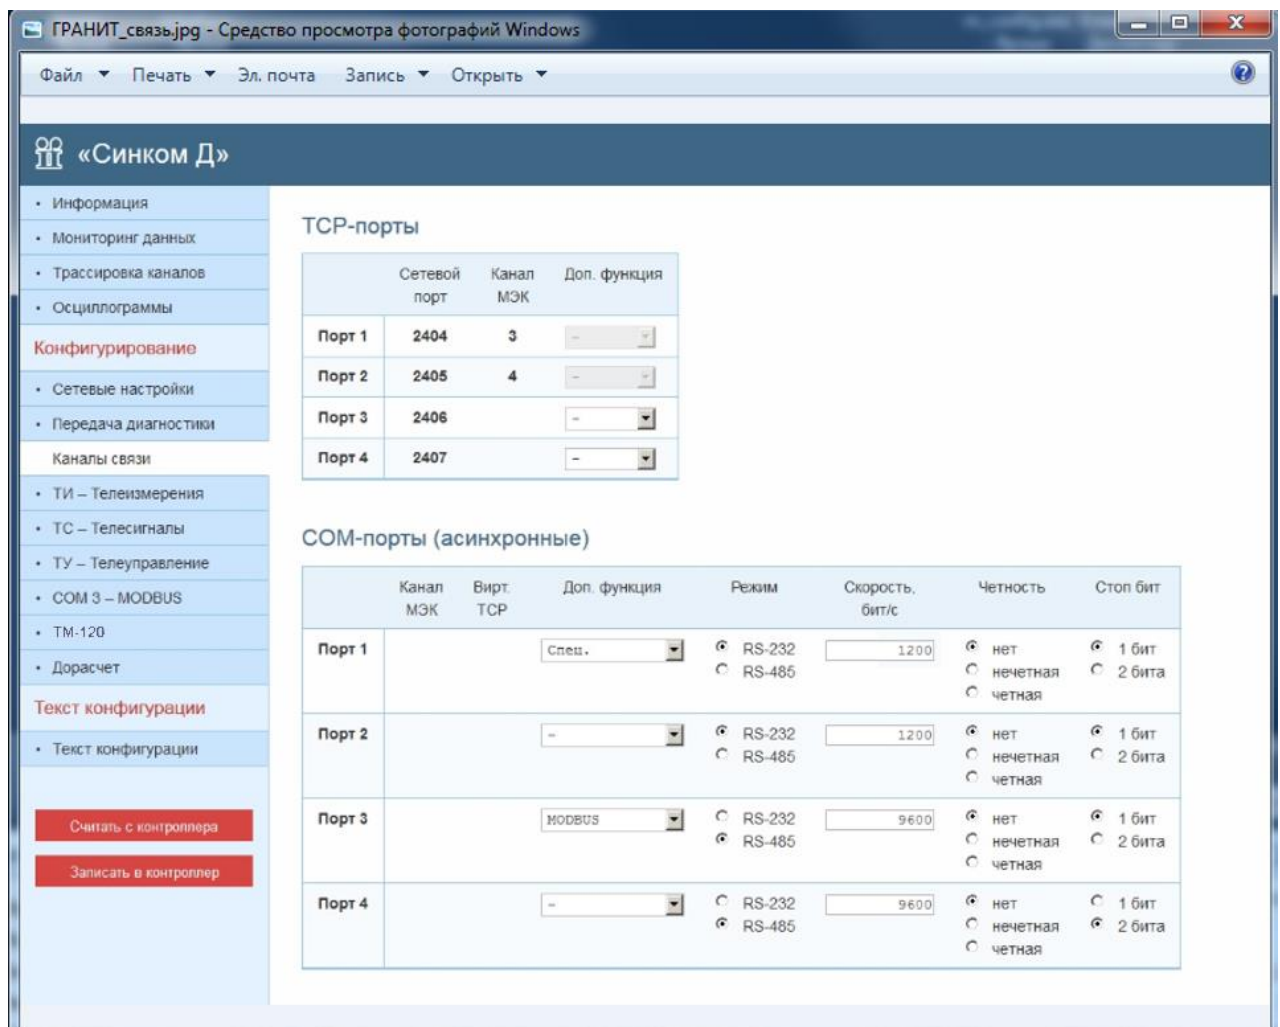 ГРАНИТ_связь.jpg - Средство просмотра фотографий Windows
Файл Печать Эл. почта Запись Открыть
«Синком Д»
Информация
Мониторинг данных
Трассировка каналов
Осциллограммы
Конфигурирование
Сетевые настройки
Передача диагностики
Каналы связи
ТИ – Телеизмерения
ТС – Телесигналы
ТУ – Телеуправление
COM 3 – MODBUS
ТМ-120
Дорасчет
Текст конфигурации
Текст конфигурации
Считать с контроллера
Записать в контроллер
TCP-порты
Сетевой порт Канал МЭК Доп. функция
Порт 1 2404 3 –
Порт 2 2405 4 –
Порт 3 2406 –
Порт 4 2407 –
COM-порты (асинхронные)
Канал МЭК Вирт. TCP Доп. функция Режим Скорость, бит/с Четность Стоп бит
Порт 1 Спец. RS-232 1200 нет 1 бит
RS-485 нечетная 2 бита
четная
Порт 2 – RS-232 1200 нет 1 бит
RS-485 нечетная 2 бита
четная
Порт 3 MODBUS RS-232 9600 нет 1 бит
RS-485 нечетная 2 бита
четная
Порт 4 – RS-232 9600 нет 1 бит
RS-485 нечетная 2 бита
четная